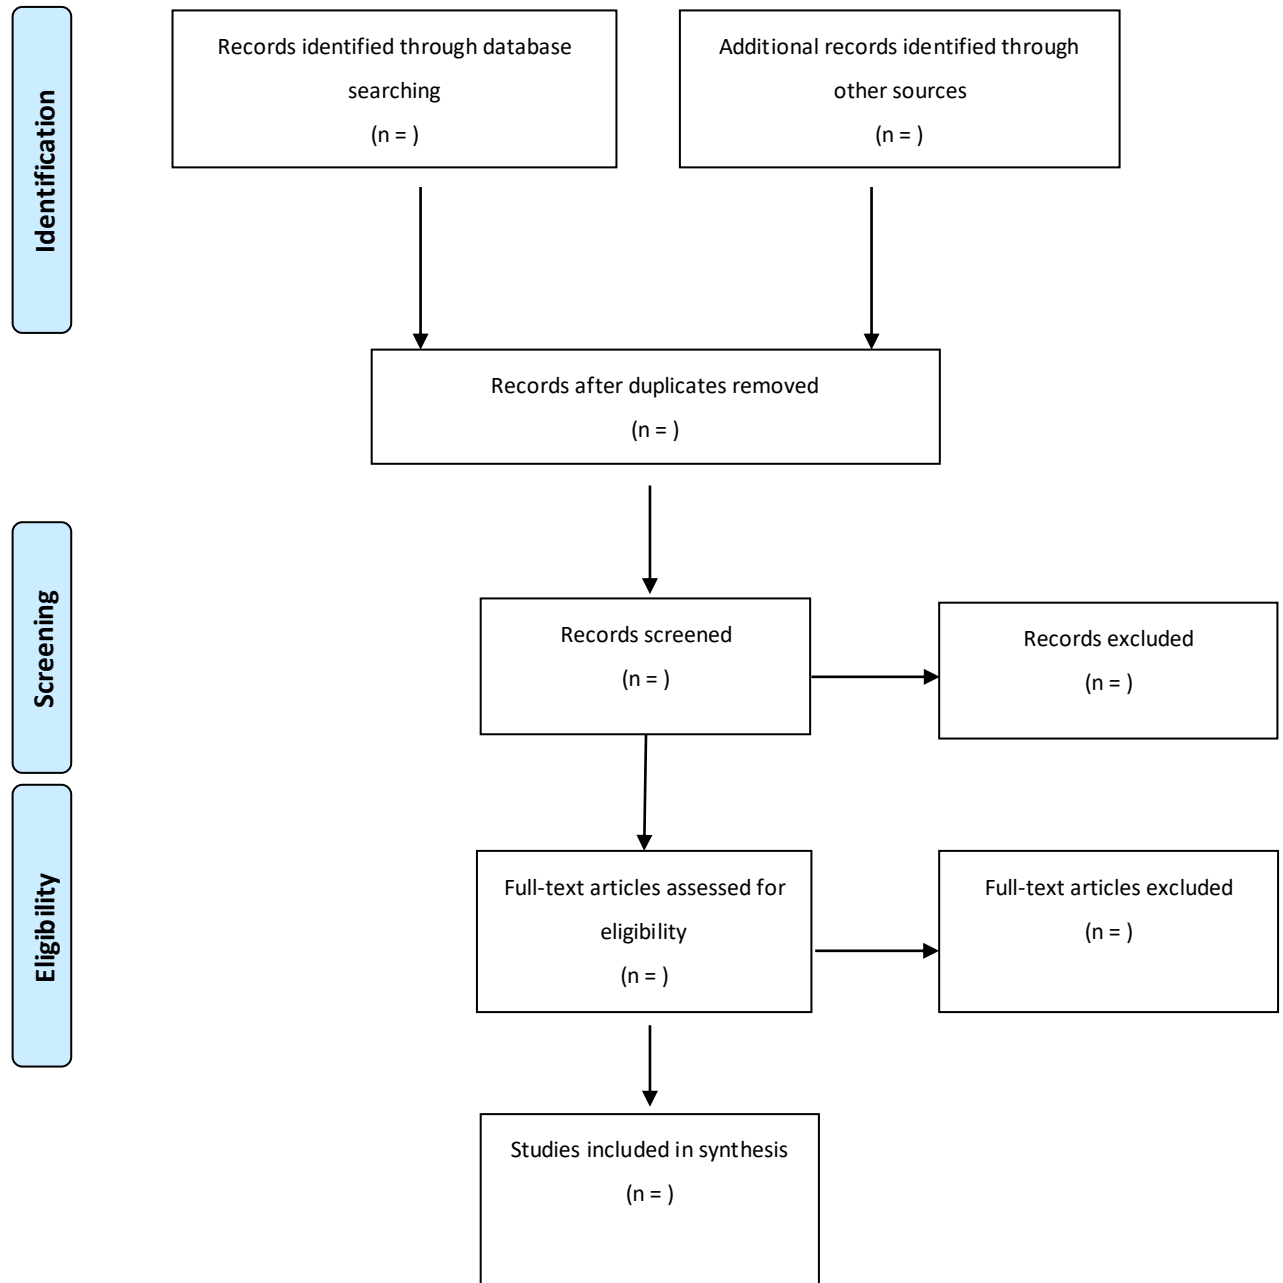 Identification
Records identified through database
searching
(n = )
Additional records identified through
other sources
(n = )
Records after duplicates removed
(n = )
Screening
Records screened
(n = )
Records excluded
(n = )
Eligibility
Full-text articles assessed for
eligibility
(n = )
Full-text articles excluded
(n = )
Studies included in synthesis
(n = )